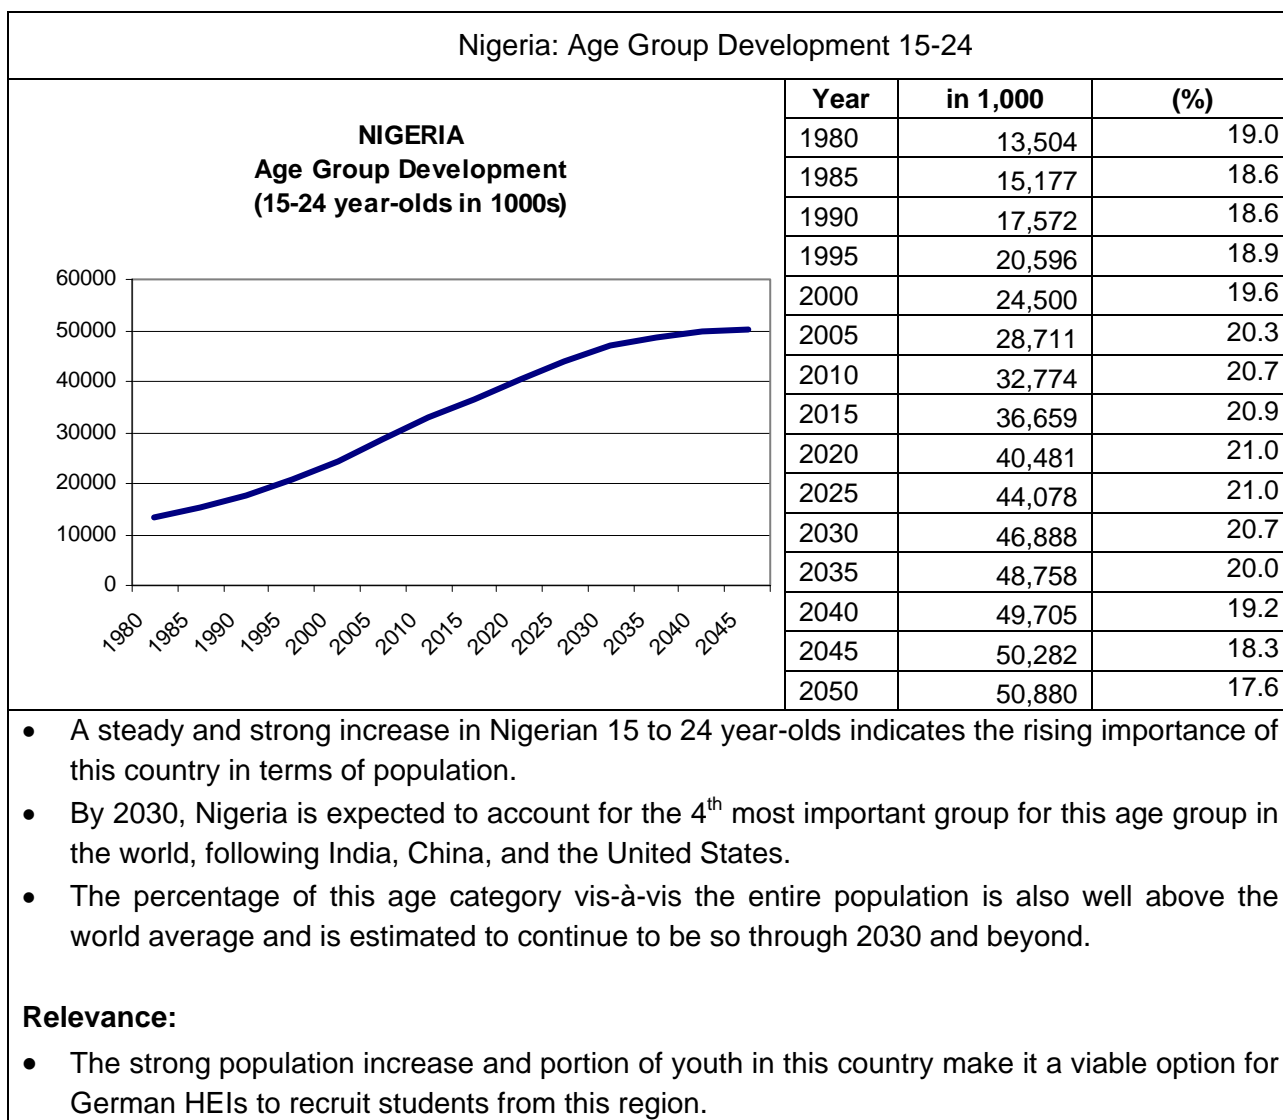 Nigeria: Age Group Development 15-24
NIGERIA
Age Group Development
(15-24 year-olds in 1000s)
60000
50000
40000
30000
20000
10000
0
1980 1985 1990 1995 2000 2005 2010 2015 2020 2025 2030 2035 2040 2045
Year in 1,000 (%)
1980 13,504 19.0
1985 15,177 18.6
1990 17,572 18.6
1995 20,596 18.9
2000 24,500 19.6
2005 28,711 20.3
2010 32,774 20.7
2015 36,659 20.9
2020 40,481 21.0
2025 44,078 21.0
2030 46,888 20.7
2035 48,758 20.0
2040 49,705 19.2
2045 50,282 18.3
2050 50,880 17.6
• A steady and strong increase in Nigerian 15 to 24 year-olds indicates the rising importance of
this country in terms of population.
• By 2030, Nigeria is expected to account for the 4th most important group for this age group in
the world, following India, China, and the United States.
• The percentage of this age category vis-à-vis the entire population is also well above the
world average and is estimated to continue to be so through 2030 and beyond.
Relevance:
• The strong population increase and portion of youth in this country make it a viable option for
German HEIs to recruit students from this region.